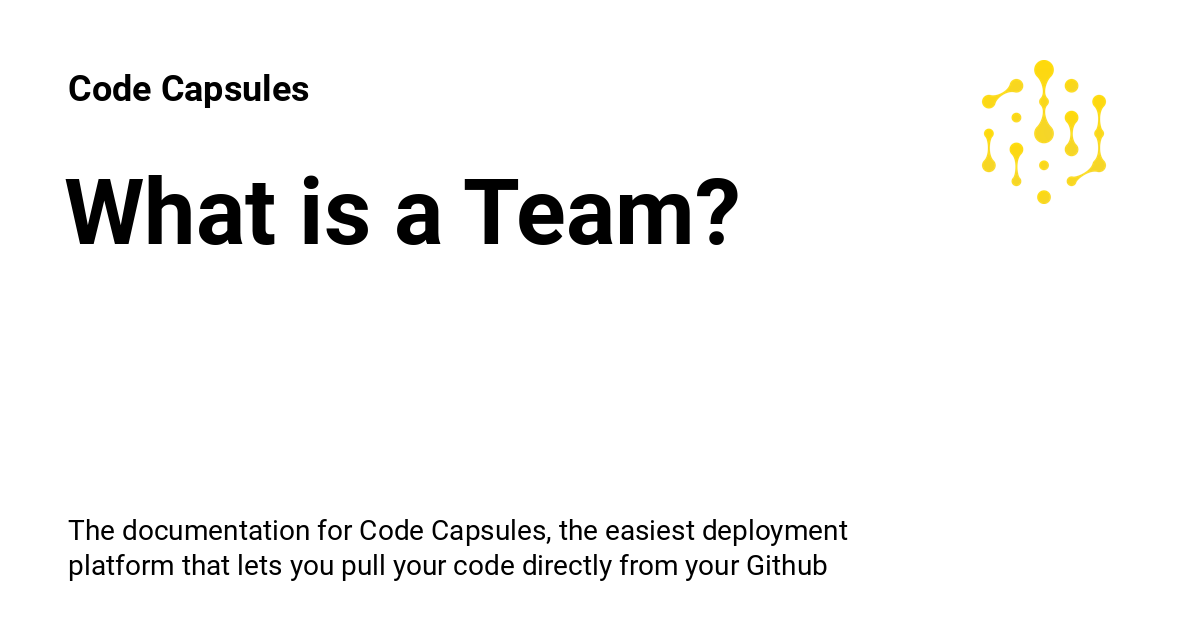 Code Capsules
What is a Team?
The documentation for Code Capsules, the easiest deployment
platform that lets you pull your code directly from your Github